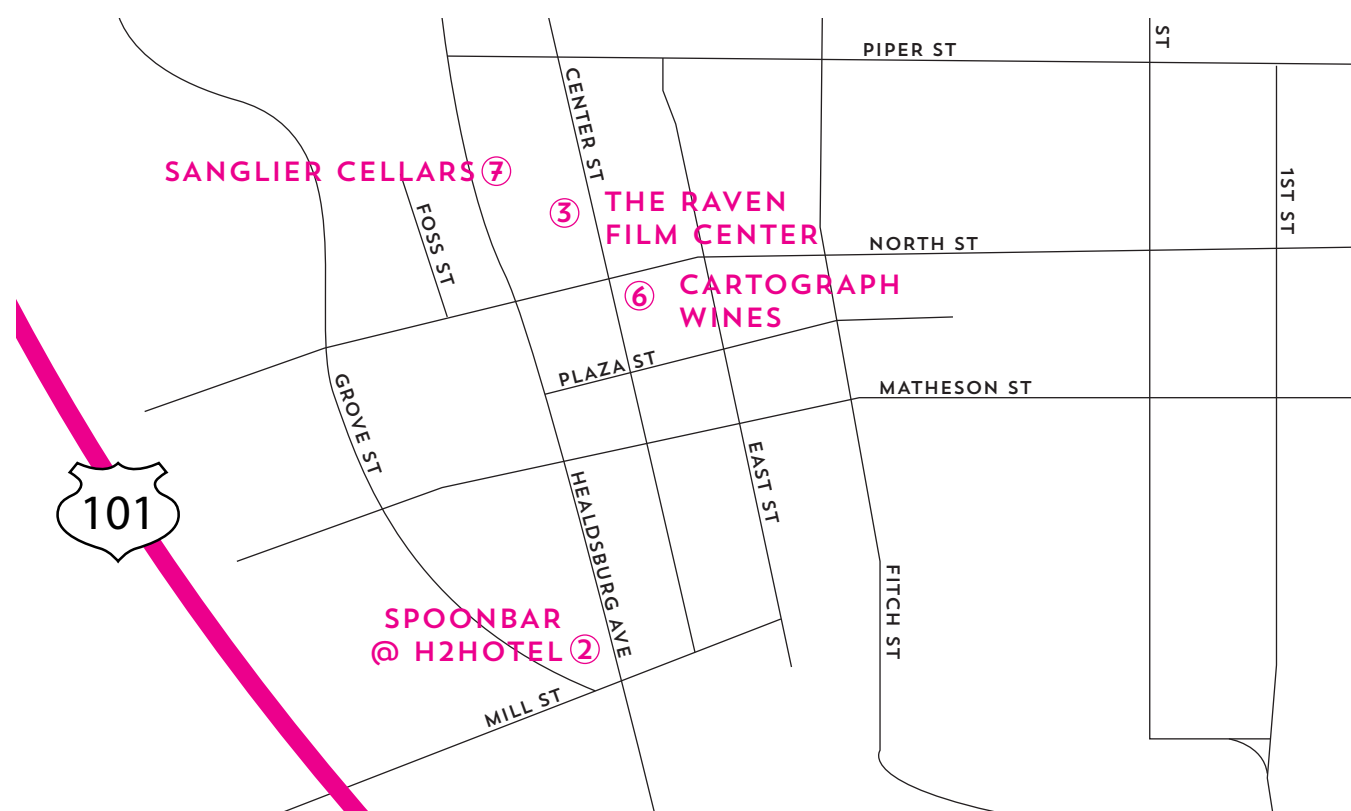 ST
PIPER ST
CENTER ST
SANGLIER CELLARS 7
1ST ST
3 THE RAVEN
FILM CENTER
FOSS ST
NORTH ST
6 CARTOGRAPH
WINES
PLAZA ST
MATHESON ST
GROVE ST
EAST ST
HEALDSBURG AVE
101
FITCH ST
SPOONBAR
@ H2HOTEL 2
MILL ST